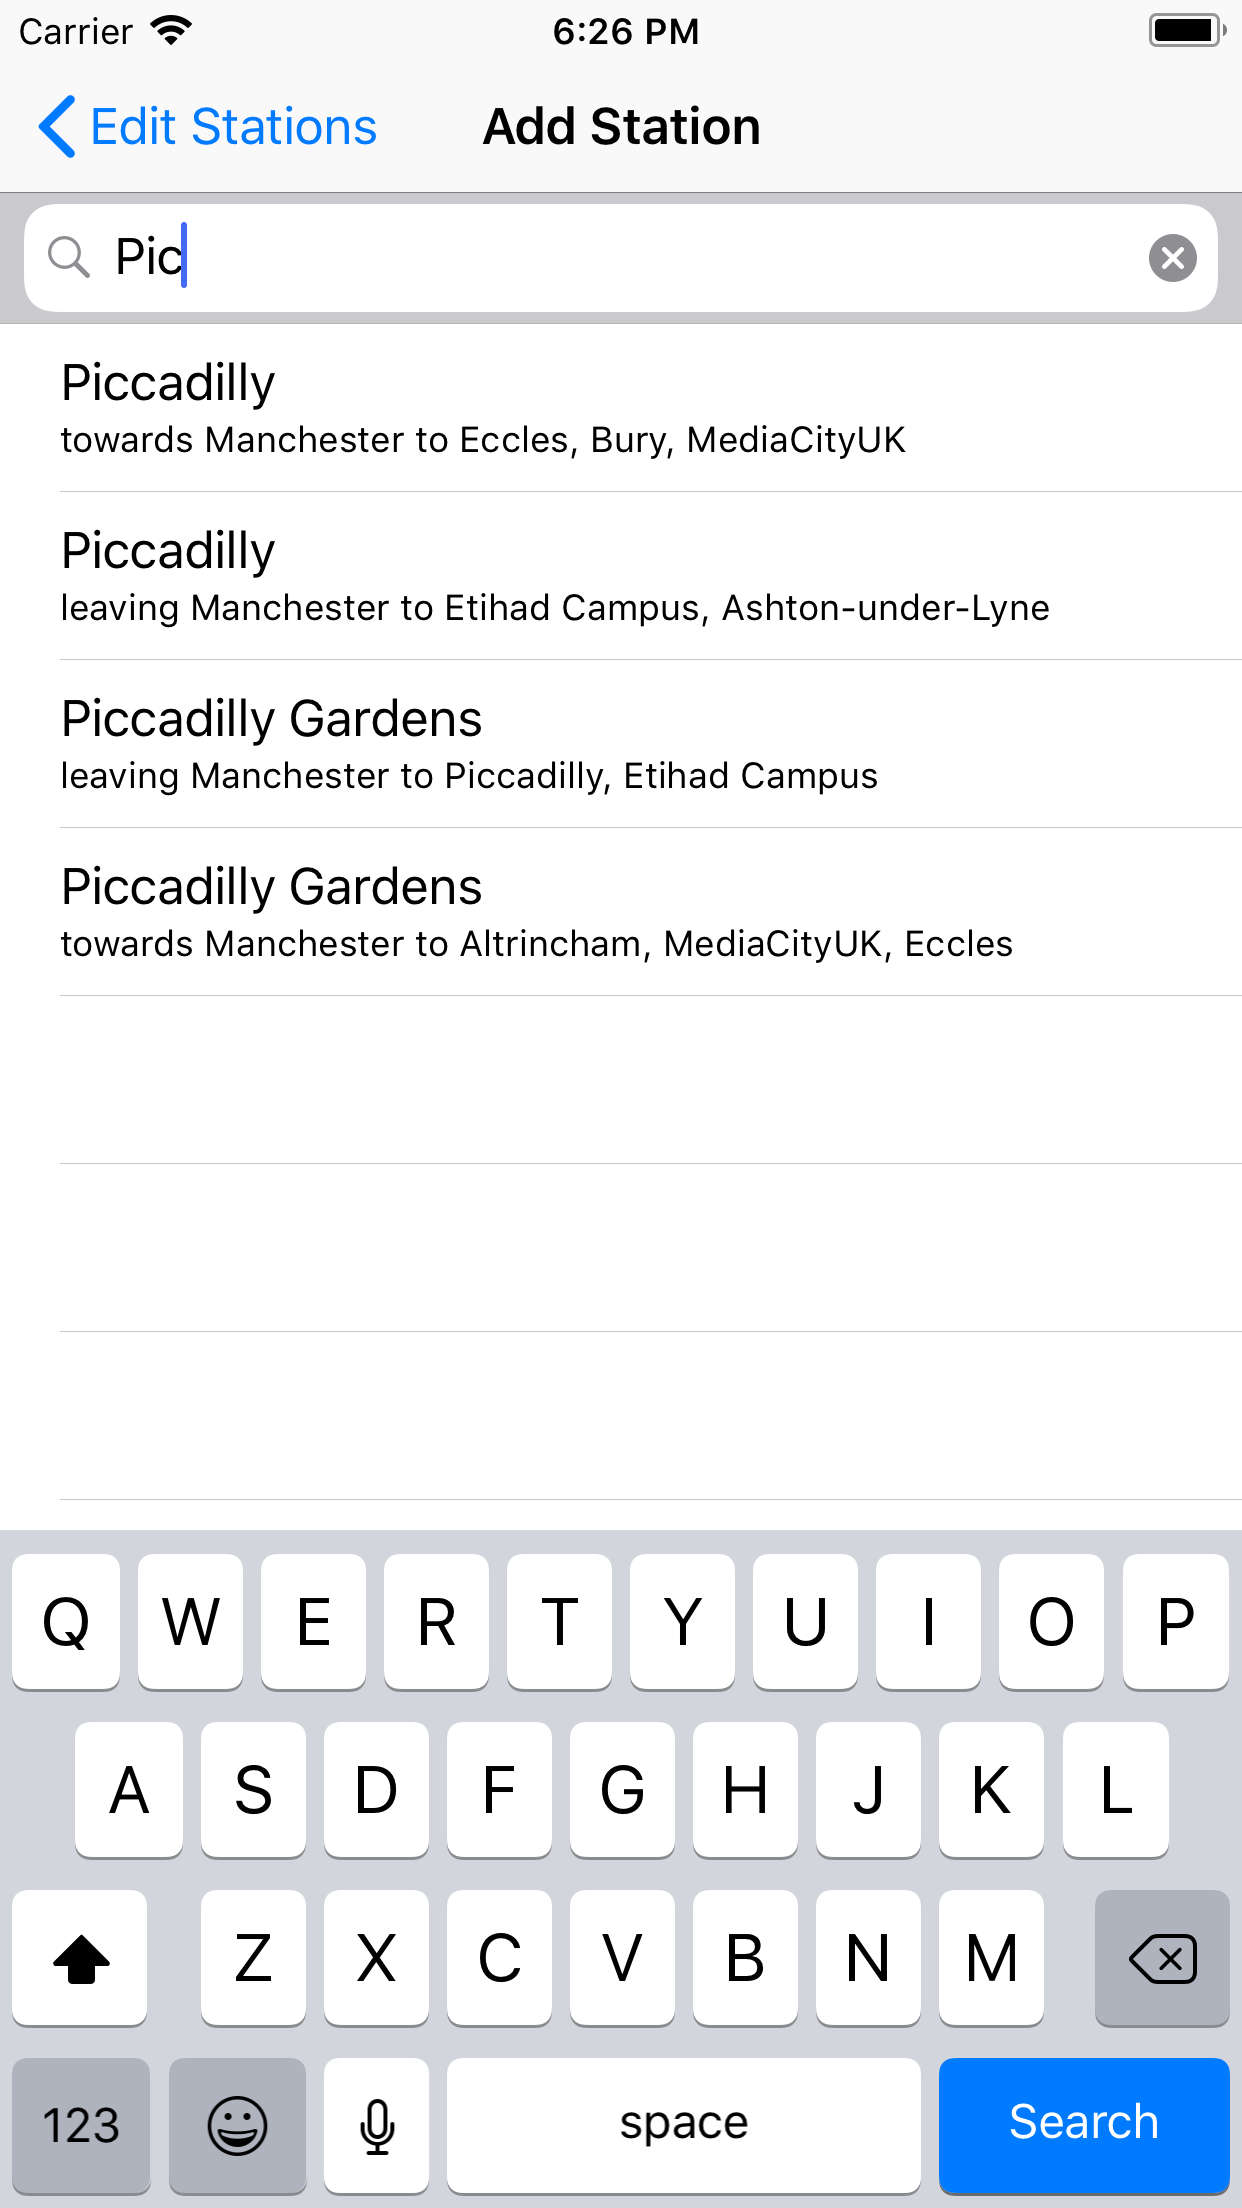 Carrier 6:26 PM
Edit Stations Add Station
Pic
Piccadilly
towards Manchester to Eccles, Bury, MediaCityUK
Piccadilly
leaving Manchester to Etihad Campus, Ashton-under-Lyne
Piccadilly Gardens
leaving Manchester to Piccadilly, Etihad Campus
Piccadilly Gardens
towards Manchester to Altrincham, MediaCityUK, Eccles
Q W E R T Y U I O P
A S D F G H J K L
Z X C V B N M
123 space Search